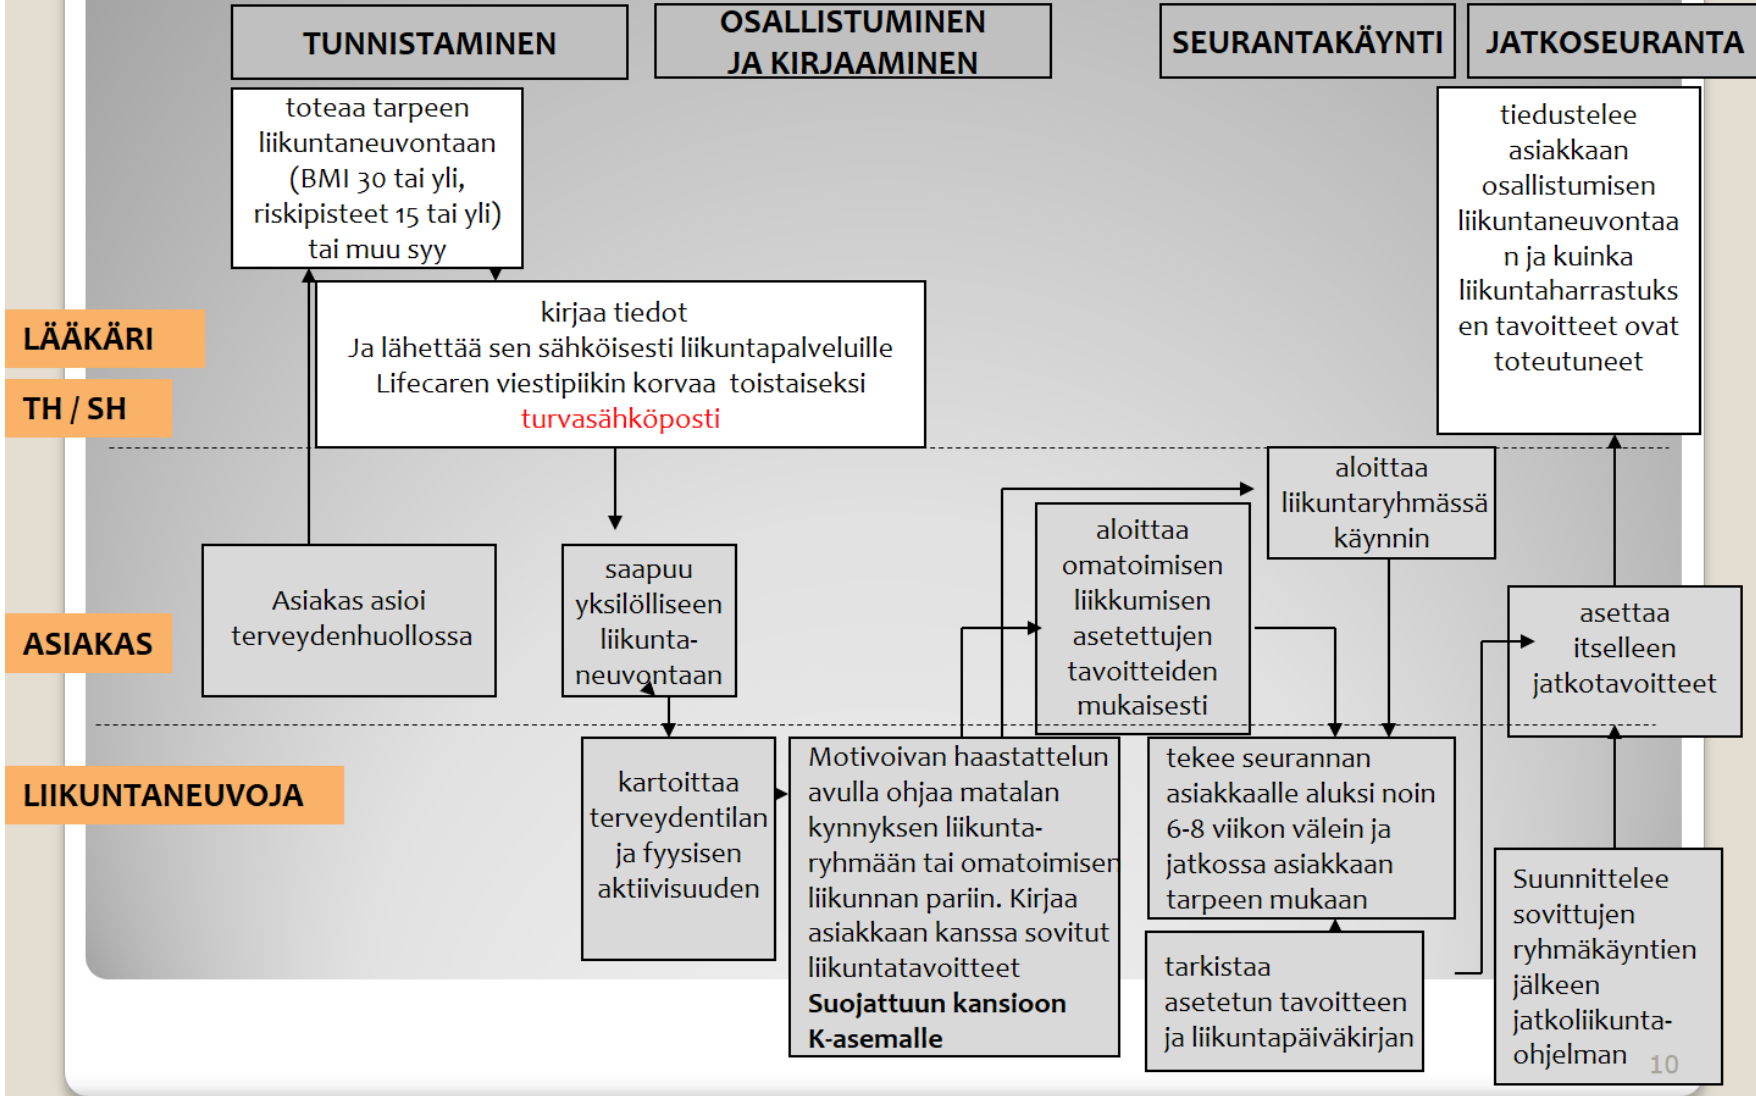 TUNNISTAMINEN
OSALLISTUMINEN
JA KIRJAAMINEN
SEURANTAKÄYNTI
JATKOSEURANTA
toteaa tarpeen
liikuntaneuvontaan
(BMI 30 tai yli,
riskipisteet 15 tai yli)
tai muu syy
tiedustelee
asiakkaan
osallistumisen
liikuntaneuvontaa
n ja kuinka
liikuntaharrastuks
en tavoitteet ovat
toteutuneet
LÄÄKÄRI
TH / SH
kirjaa tiedot
Ja lähettää sen sähköisesti liikuntapalveluille
Lifecaren viestipiikin korvaa toistaiseksi
turvasähköposti
ASIAKAS
Asiakas asioi
terveydenhuollossa
saapuu
yksilölliseen
liikunta-
neuvontaan
aloittaa
omatoimisen
liikkumisen
asetettujen
tavoitteiden
mukaisesti
aloittaa
liikuntaryhmässä
käynnin
asettaa
itselleen
jatkotavoitteet
LIIKUNTANEUVOJA
kartoittaa
terveydentilan
ja fyysisen
aktiivisuuden
Motivoivan haastattelun
avulla ohjaa matalan
kynnyksen liikunta-
ryhmään tai omatoimisen
liikunnan pariin. Kirjaa
asiakkaan kanssa sovitut
liikuntatavoitteet
Suojattuun kansioon
K-asemalle
tekee seurannan
asiakkaalle aluksi noin
6-8 viikon välein ja
jatkossa asiakkaan
tarpeen mukaan
tarkistaa
asetetun tavoitteen
ja liikuntapäiväkirjan
Suunnittelee
sovittujen
ryhmäkäyntien
jälkeen
jatkoliikunta-
ohjelman
10